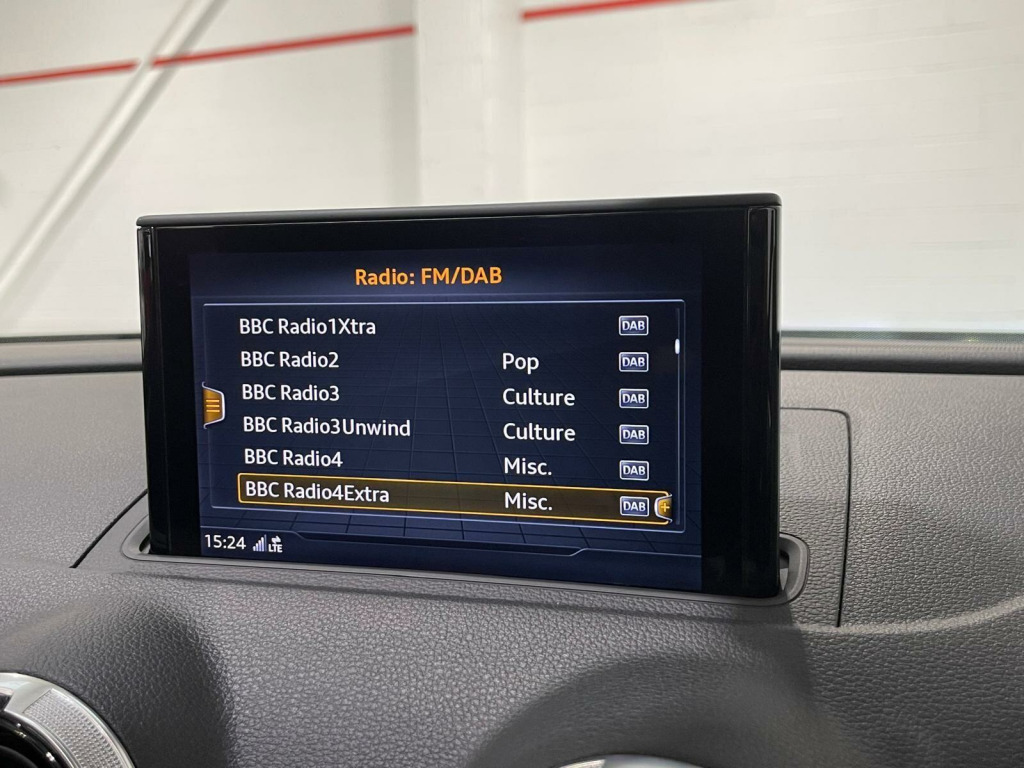 Radio: FM/DAB
BBC Radio1Xtra DAB
BBC Radio2 Pop DAB
BBC Radio3 Culture DAB
BBC Radio3Unwind Culture DAB
BBC Radio4 Misc. DAB
BBC Radio4Extra Misc. DAB
15:24 LTE